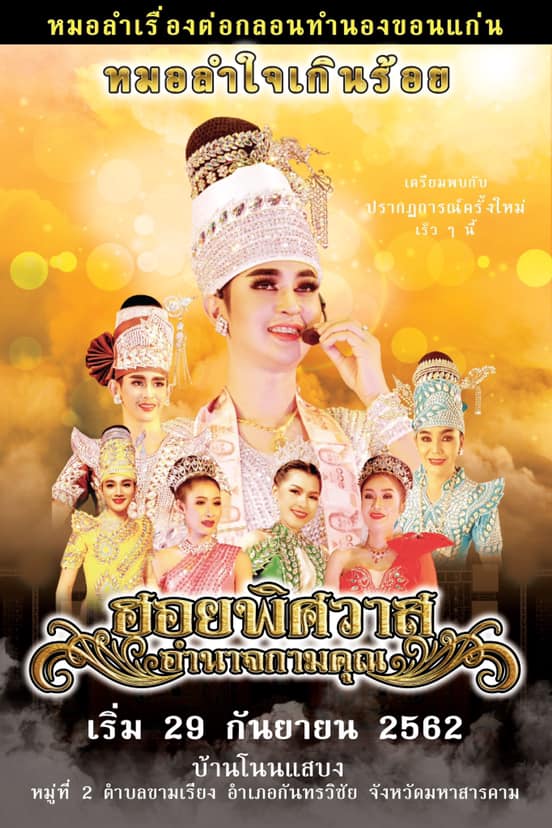 หมอลำเรื่องต่อกลอนทำนองขอนแก่น
หมอลำใจเกินร้อย
เตรียมพบกับ
ปรากฏการณ์ครั้งใหม่
เร็ว ๆ นี้
ฮอยพิศวาส
อำนาจกามคุณ
เริ่ม 29 กันยายน 2562
บ้านโนนแสบง
หมู่ที่ 2 ตำบลขามเรียง อำเภอกันทรวิชัย จังหวัดมหาสารคาม